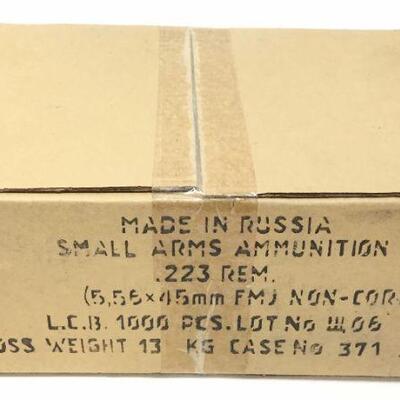 MADE IN RUSSIA
SMALL ARMS AMMUNITION
.223 REM.
(5,56×45mm FMJ NON-COR
L.C.B. 1000 PCS. LOT No Ш,06
OSS WEIGHT 13 KG CASE No 371